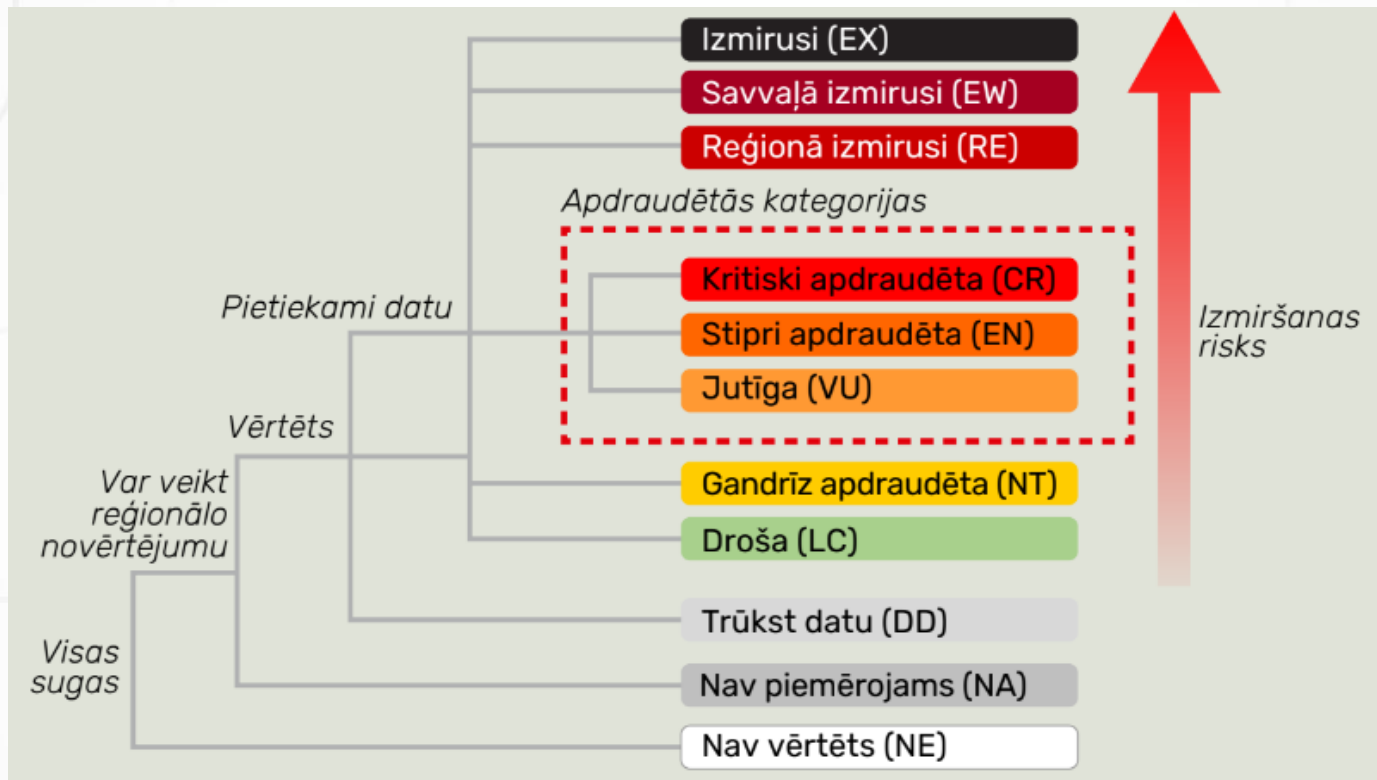 Izmirusi (EX)
Savvaļā izmirusi (EW)
Reģionā izmirusi (RE)
Apdraudētās kategorijas
Kritiski apdraudēta (CR)
Pietiekami datu
Stipri apdraudēta (EN)
Izmiršanas
risks
Jutīga (VU)
Vērtēts
Var veikt
reģionālo
novērtējumu
Gandrīz apdraudēta (NT)
Droša (LC)
Trūkst datu (DD)
Visas
sugas
Nav piemērojams (NA)
Nav vērtēts (NE)